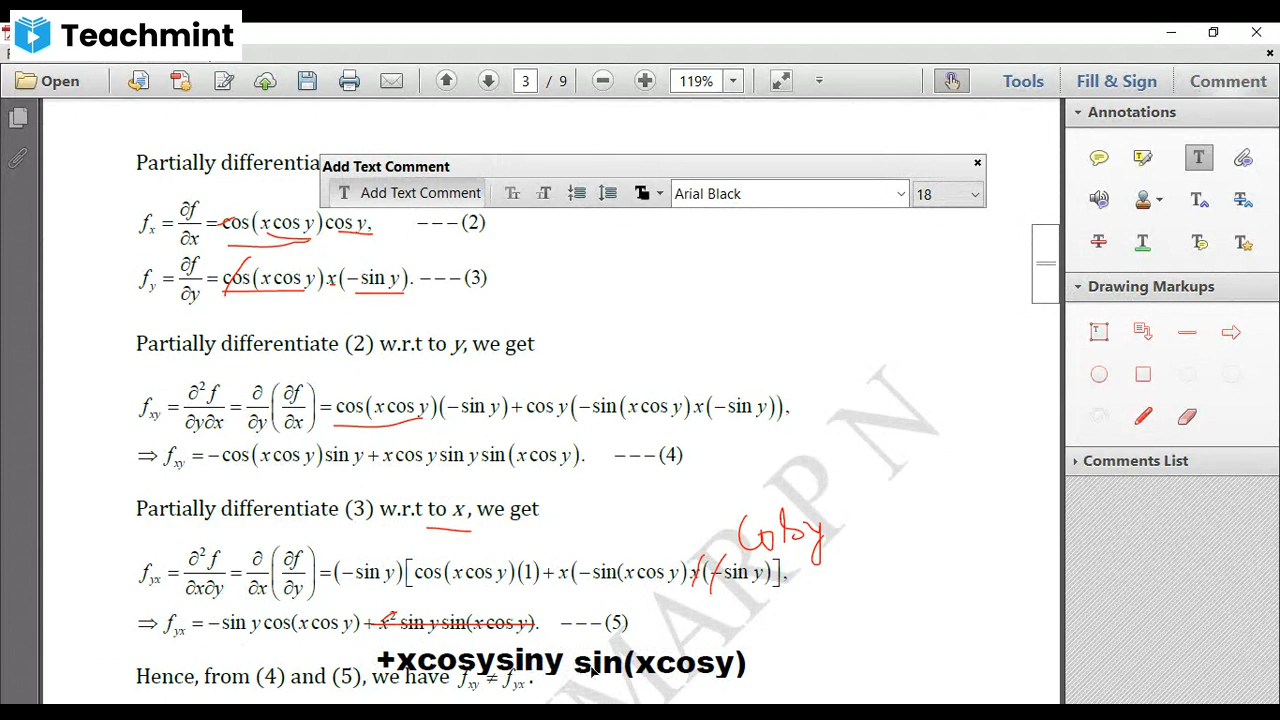 Teachmint
Open
3 / 9
119%
Tools
Fill & Sign
Comment
Annotations
Partially differentia
Add Text Comment
T Add Text Comment
Arial Black
18
f_x = ∂f/∂x = cos(x cos y)cos y, ---(2)
f_y = ∂f/∂y = cos(x cos y)x(−sin y). ---(3)
Partially differentiate (2) w.r.t to y, we get
f_xy = ∂²f/∂y∂x = ∂/∂y(∂f/∂x) = cos(x cos y)(−sin y)+cos y(−sin(x cos y)x(−sin y)),
⇒ f_xy = −cos(x cos y)sin y + x cos y sin y sin(x cos y). ---(4)
Partially differentiate (3) w.r.t to x, we get
cosy
f_yx = ∂²f/∂x∂y = ∂/∂x(∂f/∂y) = (−sin y)[cos(x cos y)(1)+x(−sin(x cos y)x(−sin y)],
⇒ f_yx = −sin y cos(x cos y)+x² sin y sin(x cos y). ---(5)
+xcosysiny sin(xcosy)
Hence, from (4) and (5), we have f_xy ≠ f_yx.
MARP N
Drawing Markups
Comments List